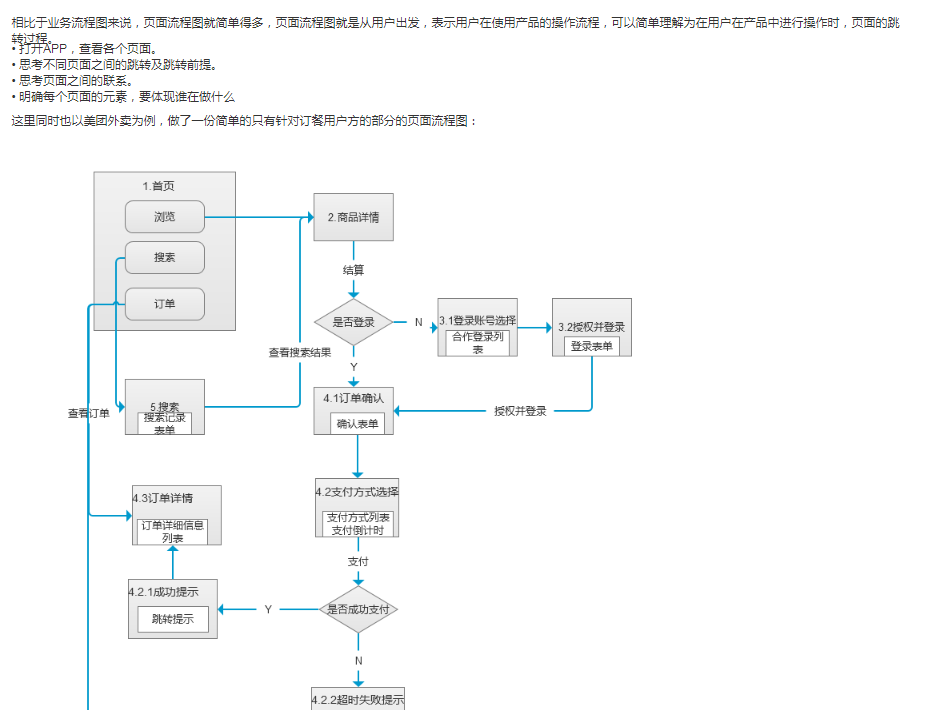 相比于业务流程图来说，页面流程图就简单得多，页面流程图就是从用户出发，表示用户在使用产品的操作流程，可以简单理解为在用户在产品中进行操作时，页面的跳
转过程。
• 打开APP，查看各个页面。
• 思考不同页面之间的跳转及跳转前提。
• 思考页面之间的联系。
• 明确每个页面的元素，要体现谁在做什么
这里同时也以美团外卖为例，做了一份简单的只有针对订餐用户方的部分的页面流程图：
1.首页
浏览
2.商品详情
搜索
结算
订单
是否登录
N
3.1登录账号选择
合作登录列
表
3.2授权并登录
登录表单
查看搜索结果
Y
4.1订单确认
确认表单
授权并登录
查看订单
5.搜索
搜索记录
表单
4.3订单详情
订单详细信息
列表
4.2支付方式选择
支付方式列表
支付倒计时
支付
4.2.1成功提示
跳转提示
Y
是否成功支付
N
4.2.2超时失败提示